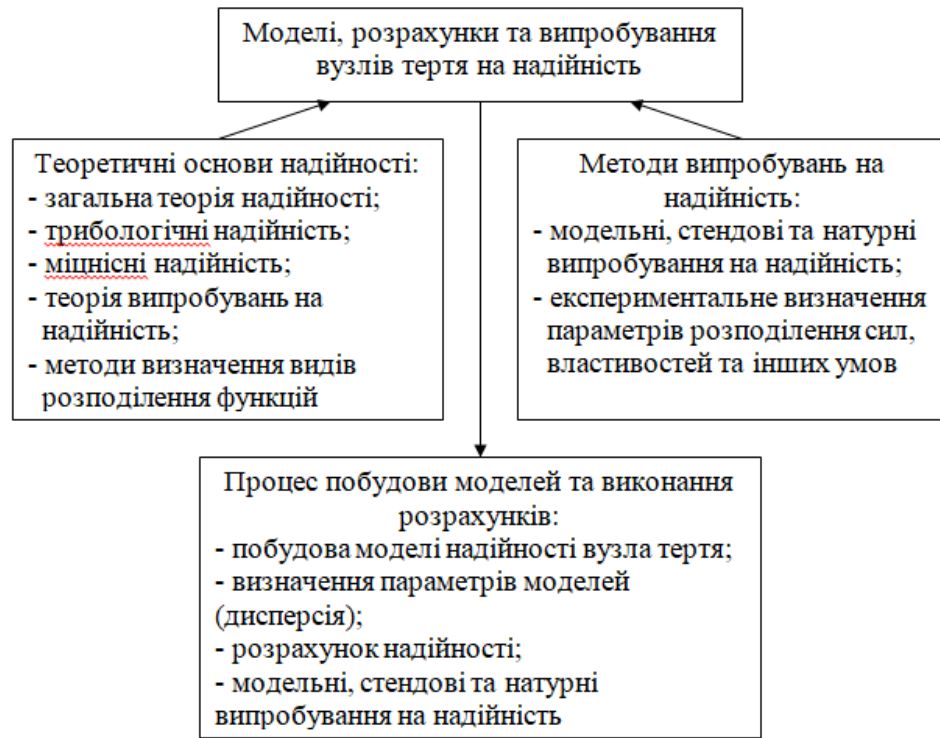 Моделі, розрахунки та випробування
вузлів тертя на надійність
Теоретичні основи надійності:
- загальна теорія надійності;
- трибологічні надійність;
- міцнісні надійність;
- теорія випробувань на
надійність;
- методи визначення видів
розподілення функцій
Методи випробувань на
надійність:
- модельні, стендові та натурні
випробування на надійність;
- експериментальне визначення
параметрів розподілення сил,
властивостей та інших умов
Процес побудови моделей та виконання
розрахунків:
- побудова моделі надійності вузла тертя;
- визначення параметрів моделей
(дисперсія);
- розрахунок надійності;
- модельні, стендові та натурні
випробування на надійність